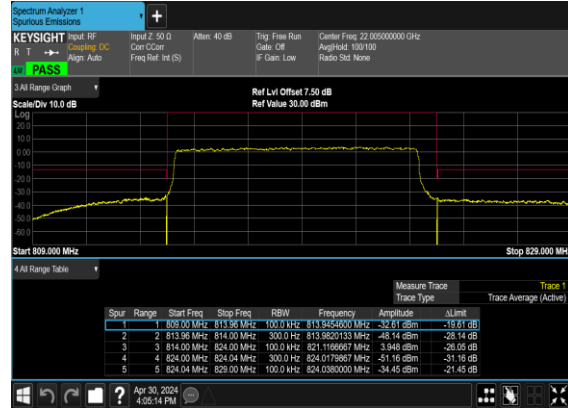 Spectrum Analyzer 1
Spurious Emissions
KEYSIGHT Input: RF Input Z: 50 Ω Atten: 40 dB Trig: Free Run Center Freq: 22.005000000 GHz
R T Coupling: DC Corr CCorr Gate: Off Avg|Hold: 100/100
Align: Auto Freq Ref: Int (S) IF Gain: Low Radio Std: None
PASS
3 All Range Graph
Ref Lvl Offset 7.50 dB
Scale/Div 10.0 dB Ref Value 30.00 dBm
Log
20.0
10.0
0.00
-10.0
-20.0
-30.0
-40.0
-50.0
-60.0
Start 809.000 MHz Stop 829.000 MH
4 All Range Table
Measure Trace Trace 1
Trace Type Trace Average (Active)
Spur Range Start Freq Stop Freq RBW Frequency Amplitude ΔLimit
1 1 809.00 MHz 813.96 MHz 100.0 kHz 813.9454600 MHz -32.61 dBm -19.61 dB
2 2 813.96 MHz 814.00 MHz 300.0 Hz 813.9820133 MHz -48.14 dBm -28.14 dB
3 3 814.00 MHz 824.00 MHz 100.0 kHz 821.1166667 MHz 3.948 dBm -26.05 dB
4 4 824.00 MHz 824.04 MHz 300.0 Hz 824.0179867 MHz -51.16 dBm -31.16 dB
5 5 824.04 MHz 829.00 MHz 100.0 kHz 824.0380000 MHz -34.45 dBm -21.45 dB
Apr 30, 2024
4:05:14 PM